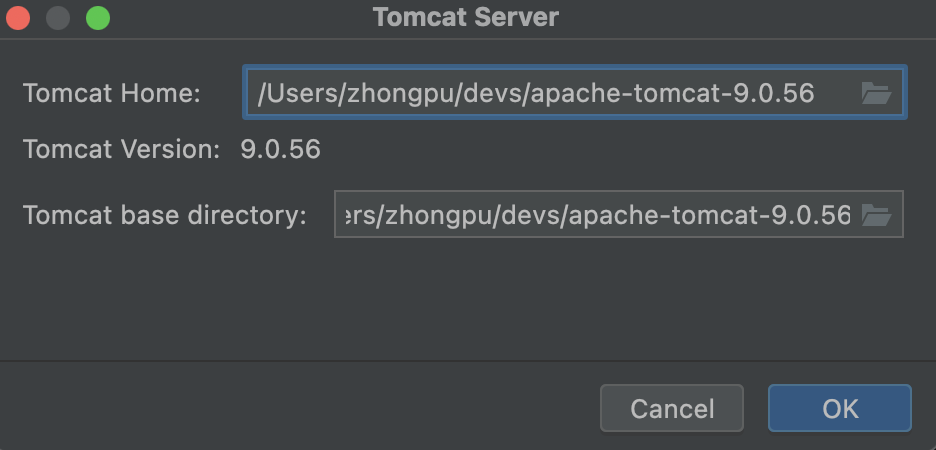 Tomcat Server
Tomcat Home: /Users/zhongpu/devs/apache-tomcat-9.0.56
Tomcat Version: 9.0.56
Tomcat base directory: ers/zhongpu/devs/apache-tomcat-9.0.56
Cancel OK